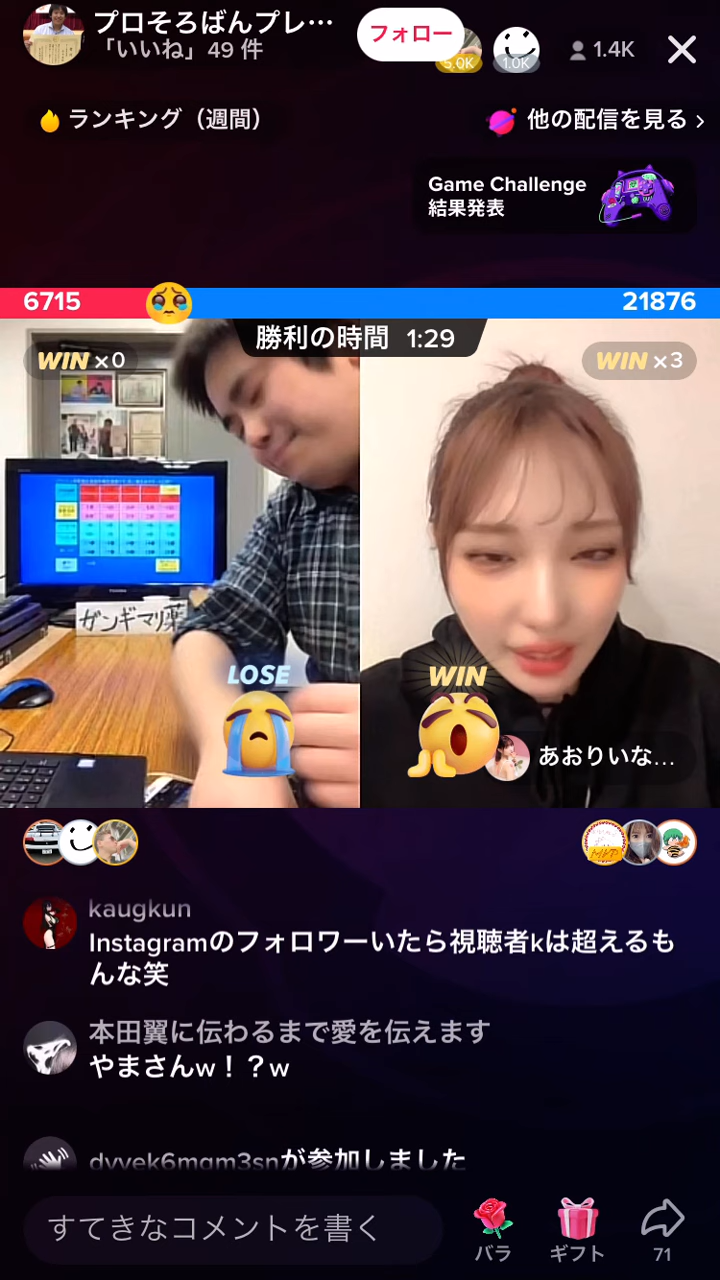 プロそろばんプレ…
「いいね」49 件
フォロー
5.0K
1.0K
1.4K
ランキング（週間）
他の配信を見る
Game Challenge
結果発表
6715
21876
勝利の時間 1:29
WIN ×0
WIN ×3
ガンギマリ薬
LOSE
WIN
あおりいな…
kaugkun
Instagramのフォロワーいたら視聴者kは超えるも
んな笑
本田翼に伝わるまで愛を伝えます
やまさんw！？w
dyyek6mgm3snが参加しました
すてきなコメントを書く
バラ
ギフト
71